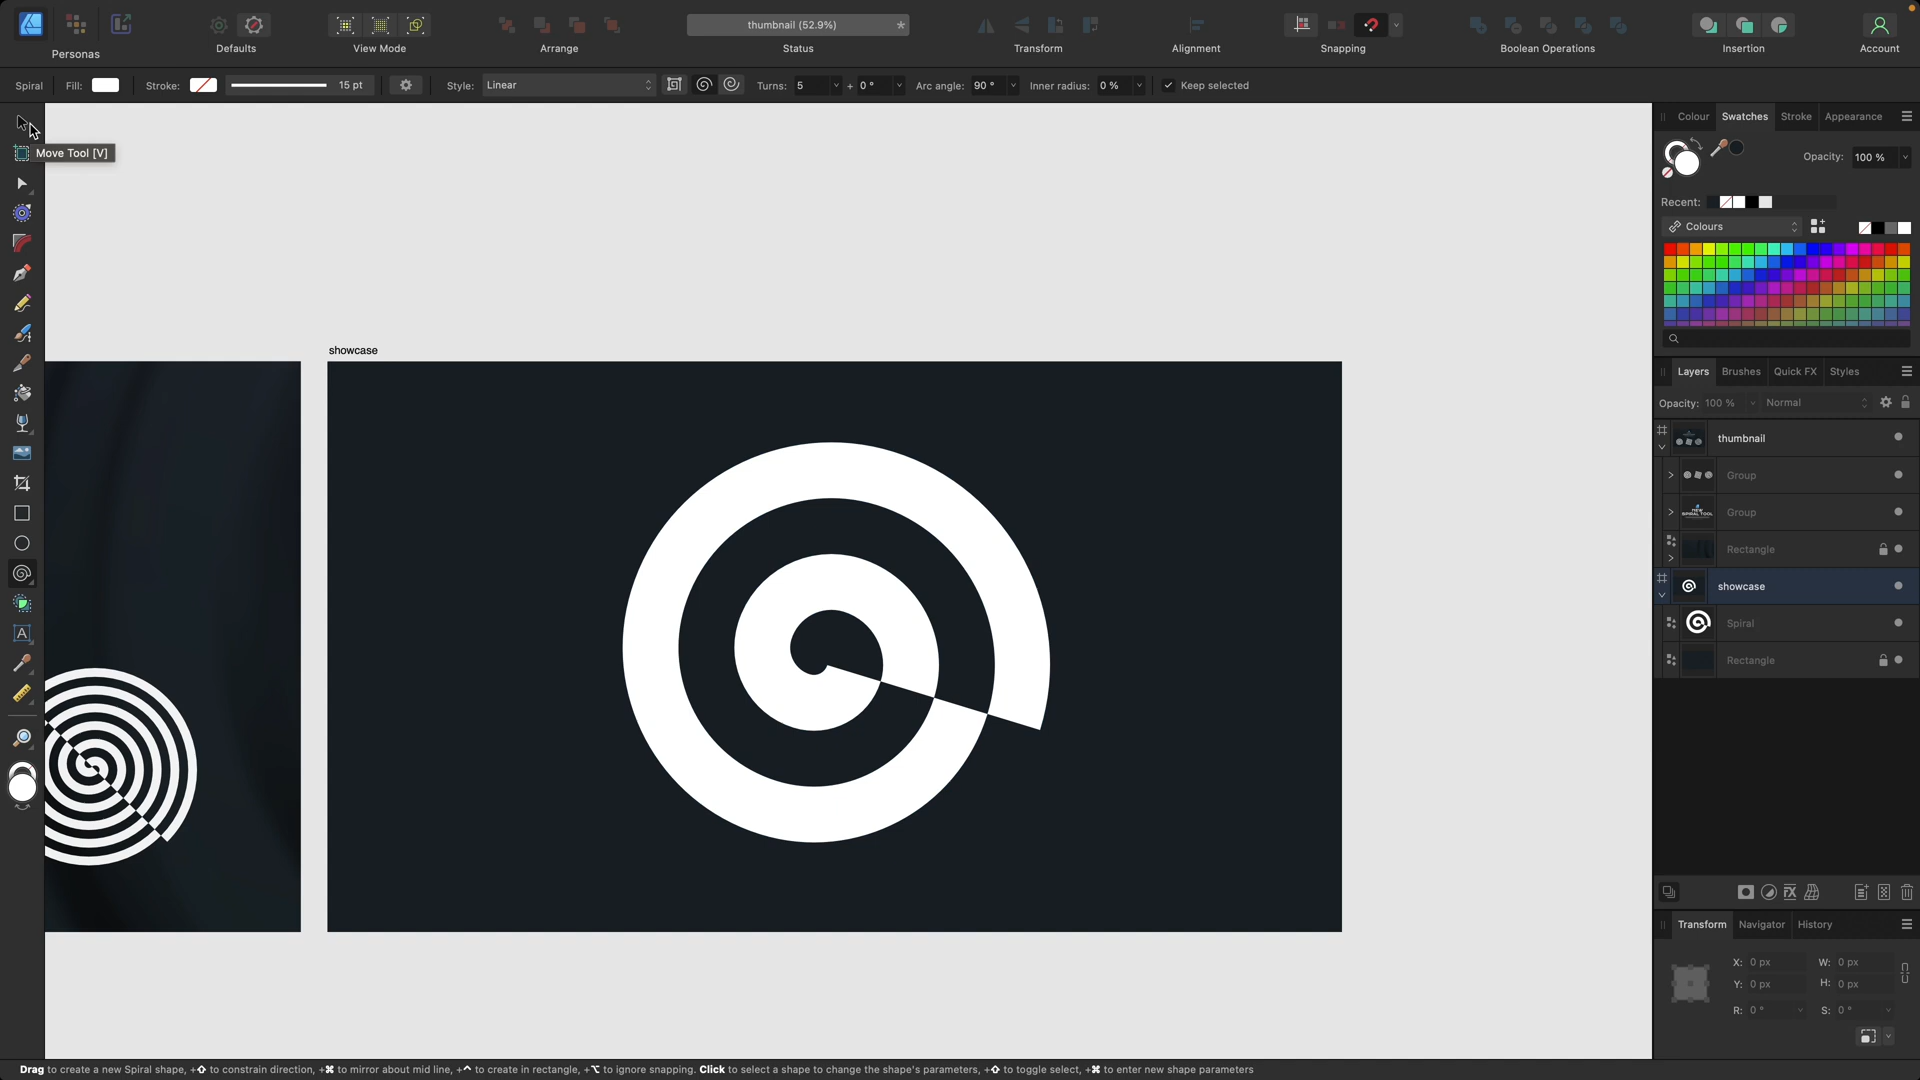 Personas
Defaults
View Mode
Arrange
thumbnail (52.9%) *
Status
Transform
Alignment
Snapping
Boolean Operations
Insertion
Account
Spiral
Fill:
Stroke:
15 pt
Style:
Linear
Turns:
5
+ 0 °
Arc angle:
90 °
Inner radius:
0 %
Keep selected
Move Tool [V]
showcase
Colour
Swatches
Stroke
Appearance
Opacity:
100 %
Recent:
Colours
Layers
Brushes
Quick FX
Styles
Opacity:
100 %
Normal
thumbnail
Group
Group
Rectangle
showcase
Spiral
Rectangle
Transform
Navigator
History
X: 0 px
W: 0 px
Y: 0 px
H: 0 px
R: 0 °
S: 0 °
Drag to create a new Spiral shape, +⇧ to constrain direction, +⌘ to mirror about mid line, +⌃ to create in rectangle, +⌥ to ignore snapping. Click to select a shape to change the shape's parameters, +⇧ to toggle select, +⌘ to enter new shape parameters